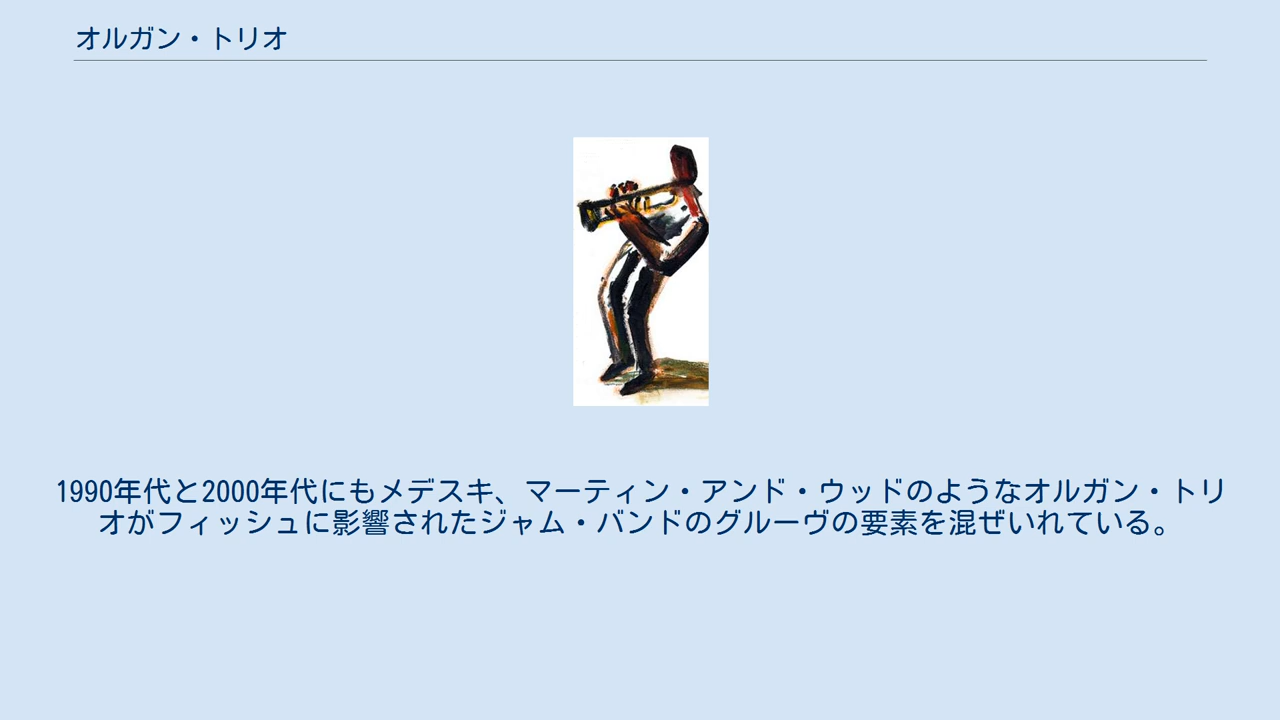 オルガン・トリオ
1990年代と2000年代にもメデスキ、マーティン・アンド・ウッドのようなオルガン・トリ
オがフィッシュに影響されたジャム・バンドのグルーヴの要素を混ぜいれている。